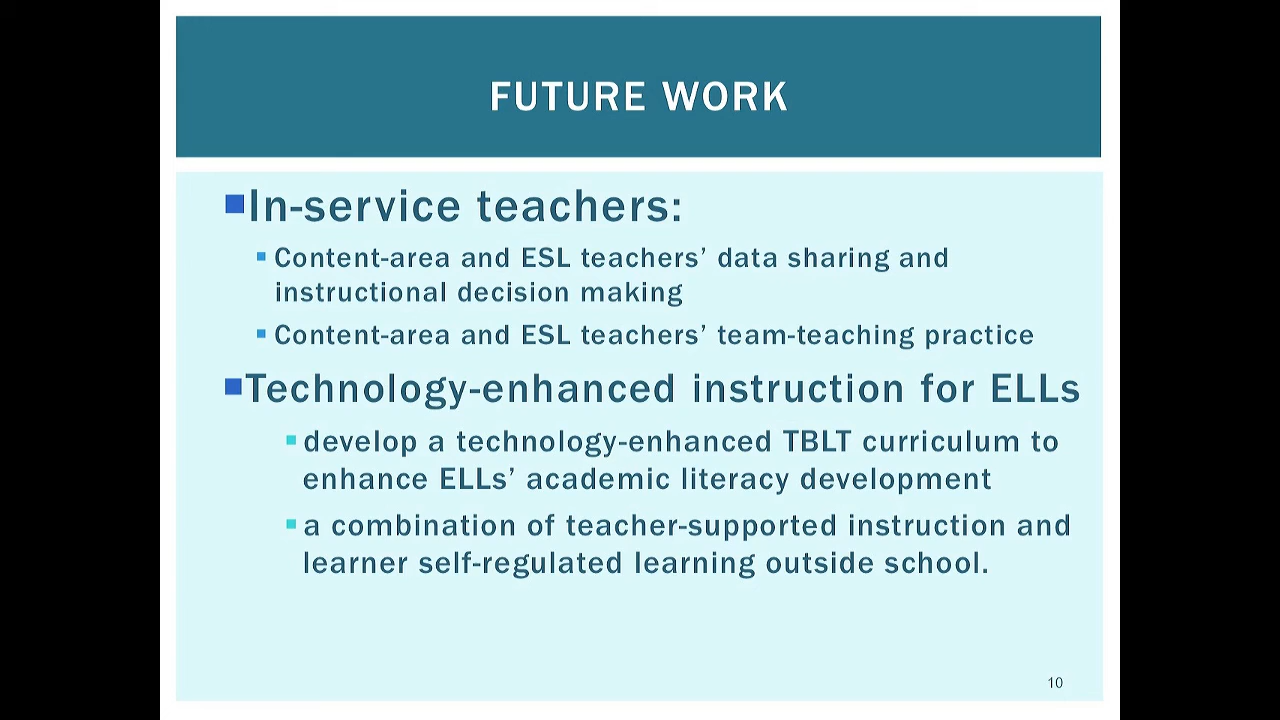 FUTURE WORK
In-service teachers:
Content-area and ESL teachers’ data sharing and
instructional decision making
Content-area and ESL teachers’ team-teaching practice
Technology-enhanced instruction for ELLs
develop a technology-enhanced TBLT curriculum to
enhance ELLs’ academic literacy development
a combination of teacher-supported instruction and
learner self-regulated learning outside school.
10